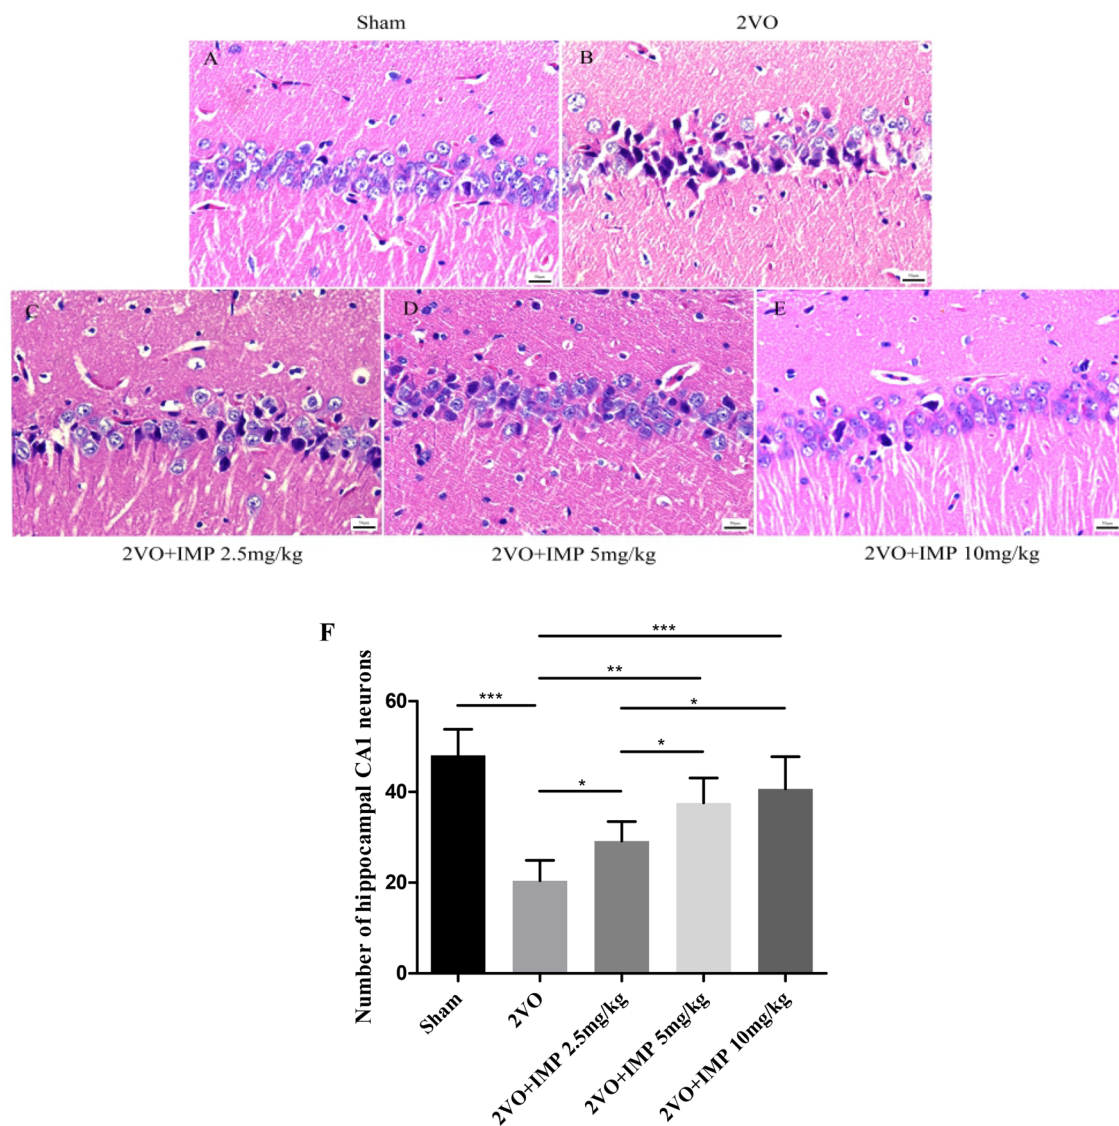 Sham 2VO
A B
C D E
2VO+IMP 2.5mg/kg 2VO+IMP 5mg/kg 2VO+IMP 10mg/kg
F
***
**
*** *
*
*
Number of hippocampal CA1 neurons
60
40
20
0
Sham
2VO
2VO+IMP 2.5mg/kg
2VO+IMP 5mg/kg
2VO+IMP 10mg/kg